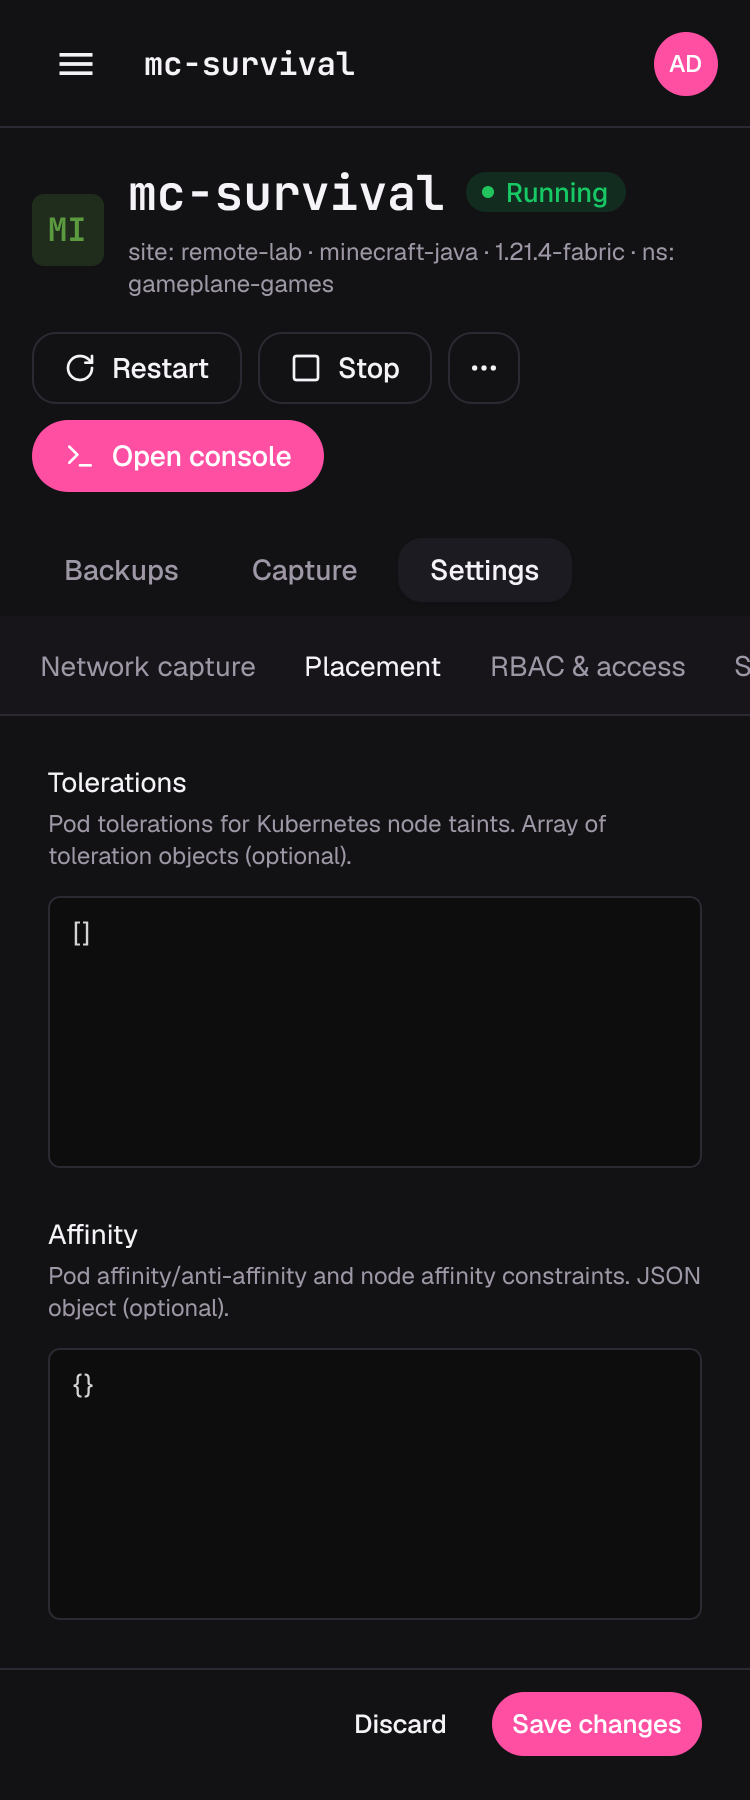 mc-survival
AD
MI
mc-survival
Running
site: remote-lab · minecraft-java · 1.21.4-fabric · ns:
gameplane-games
Restart
Stop
Open console
Backups
Capture
Settings
Network capture
Placement
RBAC & access
S
Tolerations
Pod tolerations for Kubernetes node taints. Array of
toleration objects (optional).
[]
Affinity
Pod affinity/anti-affinity and node affinity constraints. JSON
object (optional).
{}
Discard
Save changes